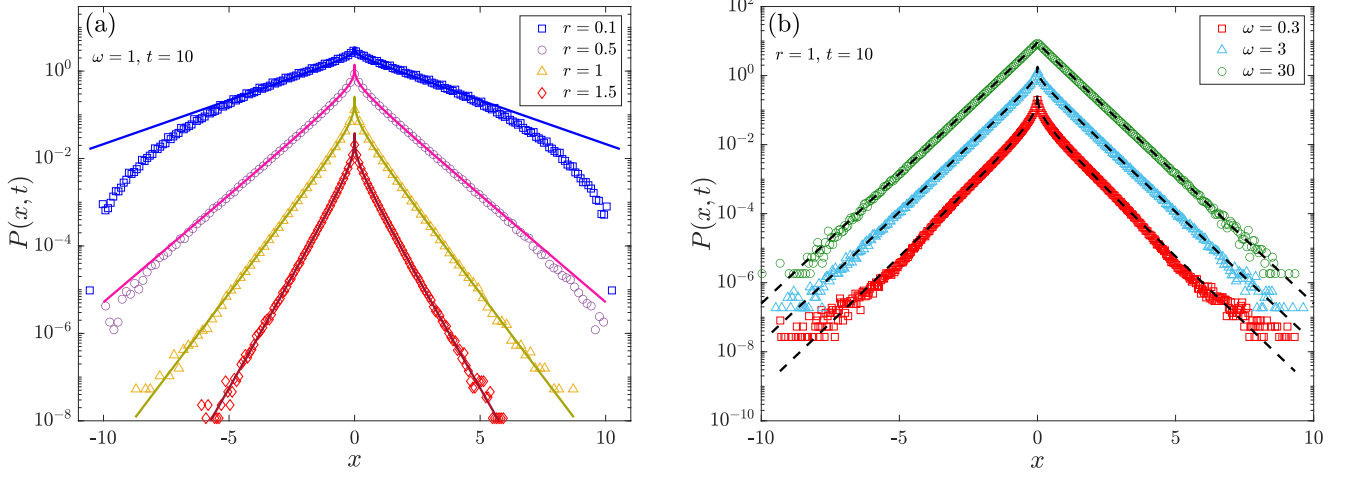 (a)
ω = 1, t = 10
r = 0.1
r = 0.5
r = 1
r = 1.5
P(x, t)
10^0
10^-2
10^-4
10^-6
10^-8
-10 -5 0 5 10
x
(b)
r = 1, t = 10
ω = 0.3
ω = 3
ω = 30
P(x, t)
10^2
10^0
10^-2
10^-4
10^-6
10^-8
10^-10
-10 -5 0 5 10
x